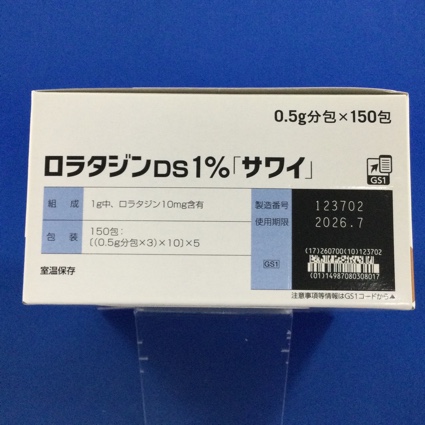 0.5g分包×150包
ロラタジンDS1%「サワイ」
GS1
組成 1g中、ロラタジン10mg含有
包装 150包:
[(0.5g分包×3)×10]×5
室温保存
製造番号 123702
使用期限 2026.7
GS1
(17)260700(10)123702
(01)14987080308017
注意事項等情報はGS1コードから▲